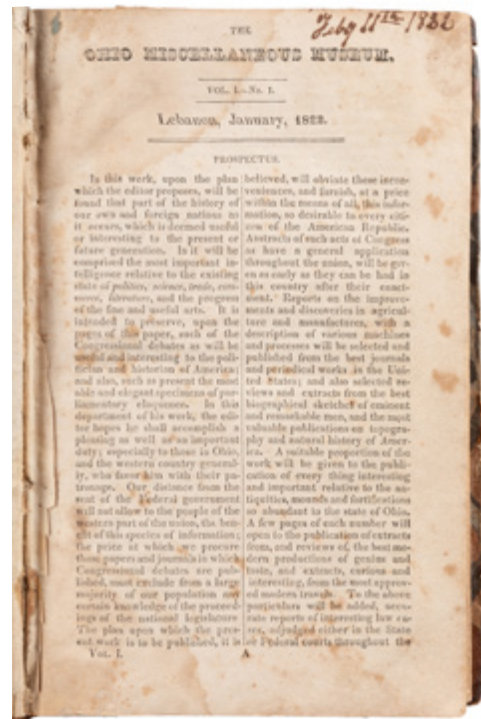 Feby 11th 1822
THE
OHIO MISCELLANEOUS MUSEUM.
VOL. I.—No. I.
Lebanon, January, 1822.
PROSPECTUS.
In this work, upon the plan
which the editor proposes, will be
found that part of the history of
our own and foreign nations as
it occurs, which is deemed useful
or interesting to the present or
future generation. In it will be
comprised the most important in-
telligence relative to the existing
state of politics, science, trade, com-
merce, literature, and the progress
of the fine and useful arts. It is
intended to preserve, upon the
pages of this paper, such of the
Congressional debates as will be
useful and interesting to the poli-
tician and historian of America;
and also, such as present the most
able and elegant specimens of par-
liamentary eloquence. In this
department of his work, the edi-
tor hopes he shall accomplish a
pleasing as well as an important
duty; especially to those in Ohio,
and the western country general-
ly, who favor him with their pa-
tronage. Our distance from the
seat of the Federal government
will not allow to the people of the
western part of the union, the ben-
efit of this species of information;
the price at which we procure
those papers and journals in which
Congressional debates are pub-
lished, must exclude from a large
majority of our population any
certain knowledge of the proceed-
ings of the national legislature
The plan upon which the pres-
ent work is to be published, it is
believed, will obviate these incon-
veniences, and furnish, at a price
within the means of all, this infor-
mation, so desirable to every citi-
zen of the American Republic.
Abstracts of such acts of Congress
as have a general application
throughout the union, will be giv-
en as early as they can be had in
this country after their enact-
ment. Reports on the improve-
ments and discoveries in agricul-
ture and manufactures, with a
description of various machines
and processes will be selected and
published from the best journals
and periodical works in the Uni-
ted States; and also selected re-
views and extracts from the best
biographical sketches of eminent
and remarkable men, and the most
valuable publications on topogra-
phy and natural history of Amer-
ica. A suitable proportion of the
work will be given to the publi-
cation of every thing interesting
and important relative to the an-
tiquities, mounds and fortifications
so abundant in the state of Ohio.
A few pages of each number will
open to the publication of extracts
from, and reviews of, the best mo-
dern productions of genius and
taste, and extracts, curious and
interesting, from the most approv-
ed modern travels. To the above
particulars will be added, accu-
rate reports of interesting law ca-
ses, adjudged either in the State
or Federal courts throughout the
VOL. I.
A